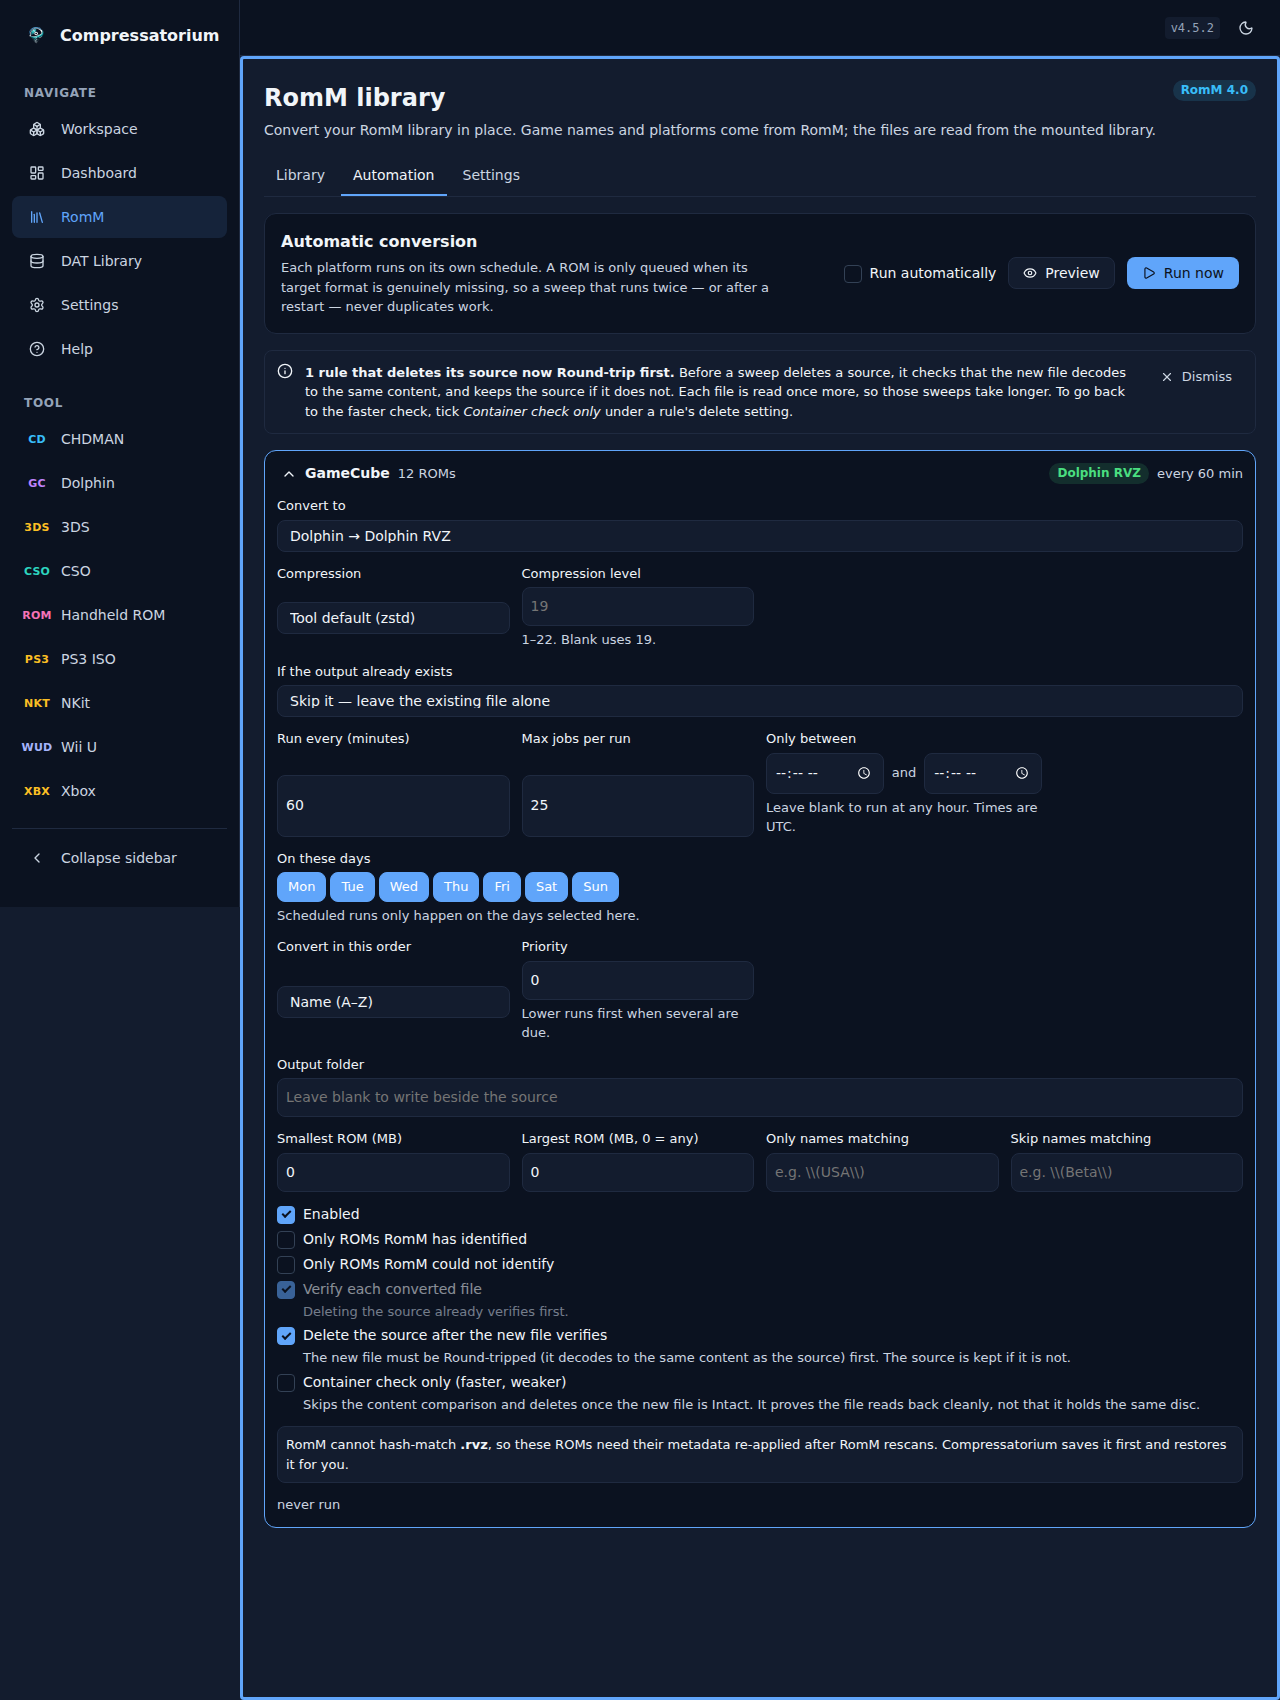 Compressatorium
v4.5.2
NAVIGATE
Workspace
Dashboard
RomM
DAT Library
Settings
Help
TOOL
CD CHDMAN
GC Dolphin
3DS 3DS
CSO CSO
ROM Handheld ROM
PS3 PS3 ISO
NKT NKit
WUD Wii U
XBX Xbox
Collapse sidebar
RomM library
RomM 4.0
Convert your RomM library in place. Game names and platforms come from RomM; the files are read from the mounted library.
Library Automation Settings
Automatic conversion
Each platform runs on its own schedule. A ROM is only queued when its
target format is genuinely missing, so a sweep that runs twice — or after a
restart — never duplicates work.
Run automatically Preview Run now
1 rule that deletes its source now Round-trip first. Before a sweep deletes a source, it checks that the new file decodes
to the same content, and keeps the source if it does not. Each file is read once more, so those sweeps take longer. To go back
to the faster check, tick Container check only under a rule's delete setting.
Dismiss
GameCube 12 ROMs
Dolphin RVZ every 60 min
Convert to
Dolphin → Dolphin RVZ
Compression Compression level
Tool default (zstd) 19
1–22. Blank uses 19.
If the output already exists
Skip it — leave the existing file alone
Run every (minutes) Max jobs per run Only between
60 25 --:-- -- and --:-- --
Leave blank to run at any hour. Times are
UTC.
On these days
Mon Tue Wed Thu Fri Sat Sun
Scheduled runs only happen on the days selected here.
Convert in this order Priority
Name (A–Z) 0
Lower runs first when several are
due.
Output folder
Leave blank to write beside the source
Smallest ROM (MB) Largest ROM (MB, 0 = any) Only names matching Skip names matching
0 0 e.g. \\(USA\\) e.g. \\(Beta\\)
Enabled
Only ROMs RomM has identified
Only ROMs RomM could not identify
Verify each converted file
Deleting the source already verifies first.
Delete the source after the new file verifies
The new file must be Round-tripped (it decodes to the same content as the source) first. The source is kept if it is not.
Container check only (faster, weaker)
Skips the content comparison and deletes once the new file is Intact. It proves the file reads back cleanly, not that it holds the same disc.
RomM cannot hash-match .rvz, so these ROMs need their metadata re-applied after RomM rescans. Compressatorium saves it first and restores
it for you.
never run